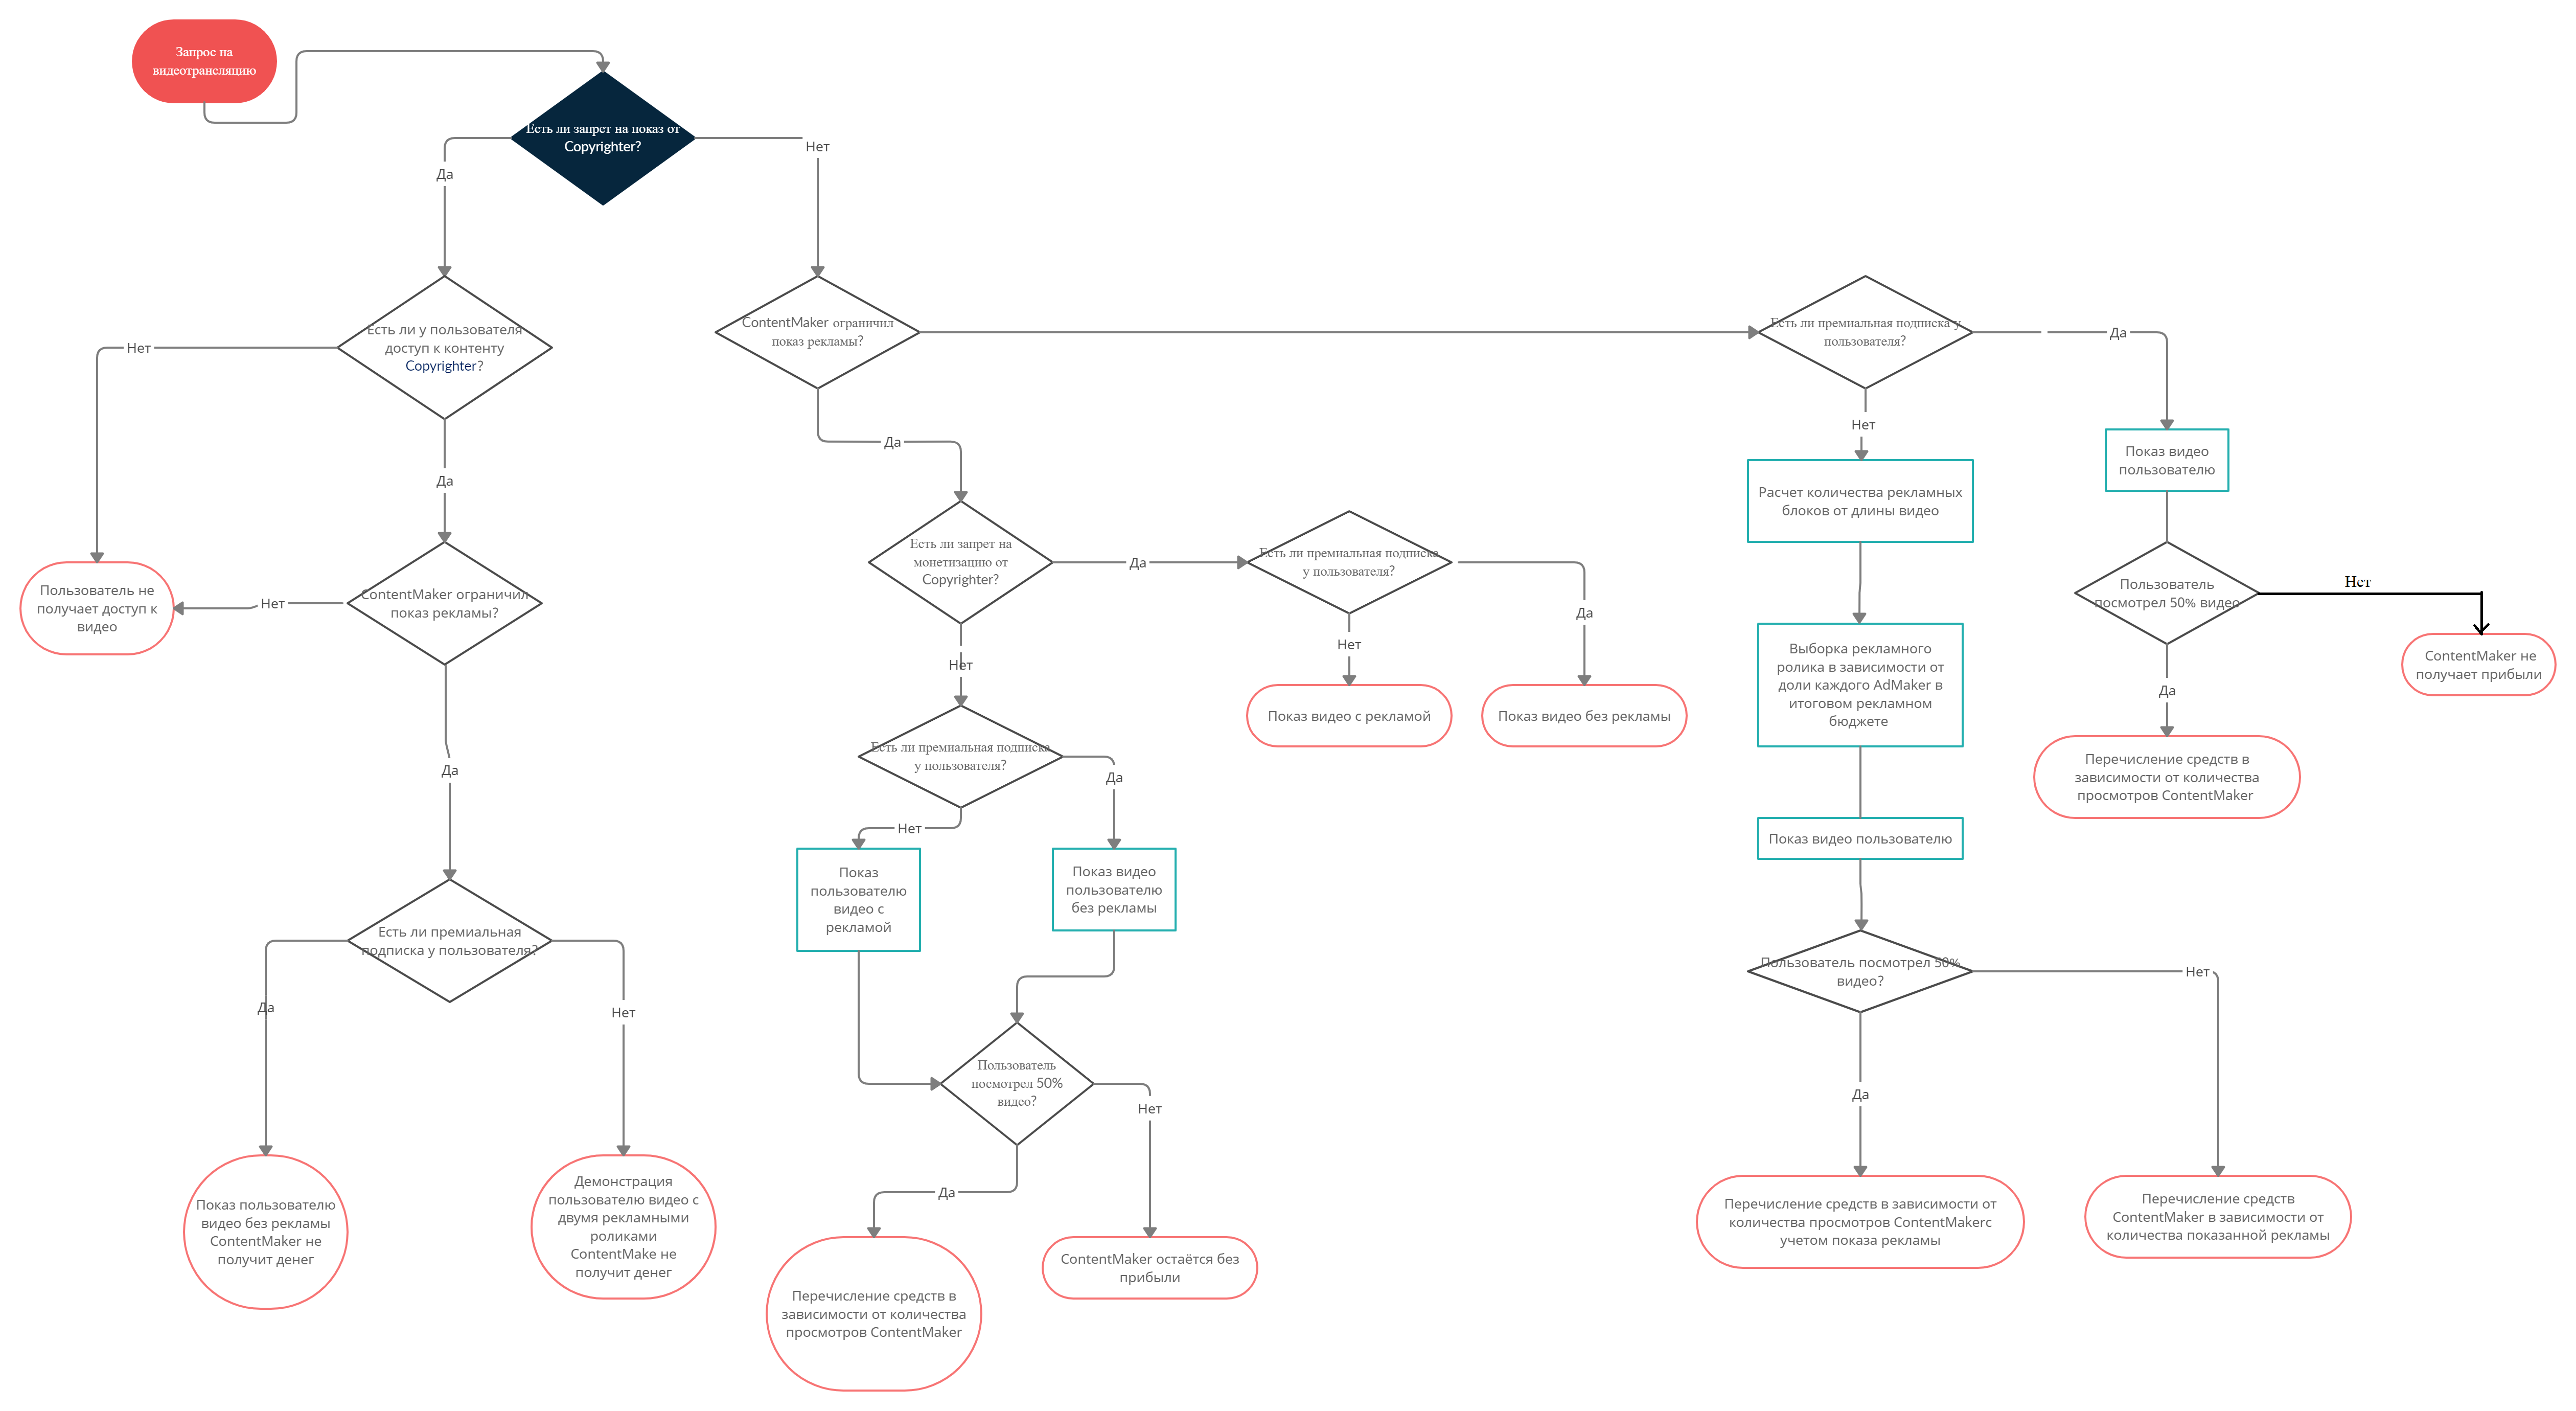 Запрос на
видеотрансляцию
Есть ли запрет на показ от
Copyrighter?
Да
Нет
Есть ли у пользователя
доступ к контенту
Copyrighter?
Нет
Да
Пользователь не
получает доступ к
видео
ContentMaker ограничил
показ рекламы?
Нет
Да
Есть ли премиальная
подписка у пользователя?
Да
Нет
Показ пользователю
видео без рекламы
ContentMaker не
получит денег
Демонстрация
пользователю видео с
двумя рекламными
роликами
ContentMake не
получит денег
ContentMaker ограничил
показ рекламы?
Да
Есть ли запрет на
монетизацию от
Copyrighter?
Да
Нет
Есть ли премиальная подписка
у пользователя?
Нет
Да
Показ видео с рекламой
Показ видео без рекламы
Есть ли премиальная подписка
у пользователя?
Нет
Да
Показ
пользователю
видео с
рекламой
Показ видео
пользователю
без рекламы
Пользователь
посмотрел 50%
видео?
Да
Нет
Перечисление средств в
зависимости от количества
просмотров ContentMaker
ContentMaker остаётся без
прибыли
Есть ли премиальная подписка у
пользователя?
Нет
Да
Расчет количества рекламных
блоков от длины видео
Выборка рекламного
ролика в зависимости от
доли каждого AdMaker в
итоговом рекламном
бюджете
Показ видео пользователю
Пользователь посмотрел 50%
видео?
Да
Нет
Перечисление средств в зависимости от
количества просмотров ContentMakerс
учетом показа рекламы
Перечисление средств
ContentMaker в зависимости от
количества показанной рекламы
Показ видео
пользователю
Пользователь
посмотрел 50% видео
Нет
Да
ContentMaker не
получает прибыли
Перечисление средств в
зависимости от количества
просмотров ContentMaker